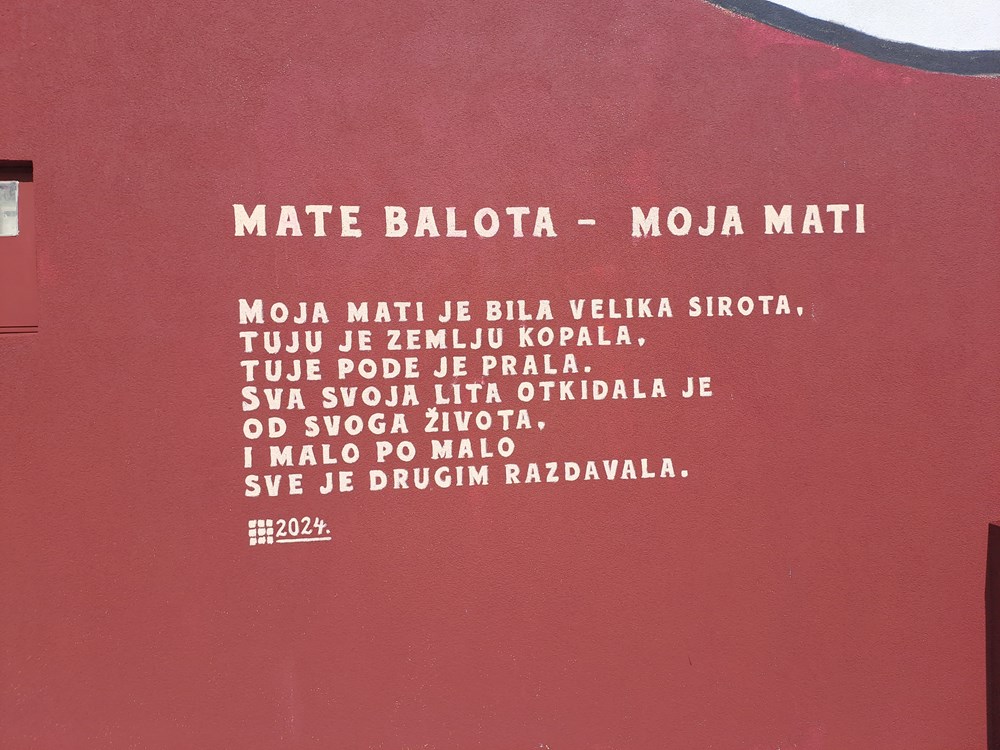 MATE BALOTA - MOJA MATI
MOJA MATI JE BILA VELIKA SIROTA,
TUJU JE ZEMLJU KOPALA,
TUJE PODE JE PRALA.
SVA SVOJA LITA OTKIDALA JE
OD SVOGA ŽIVOTA,
I MALO PO MALO
SVE JE DRUGIM RAZDAVALA.
2024.